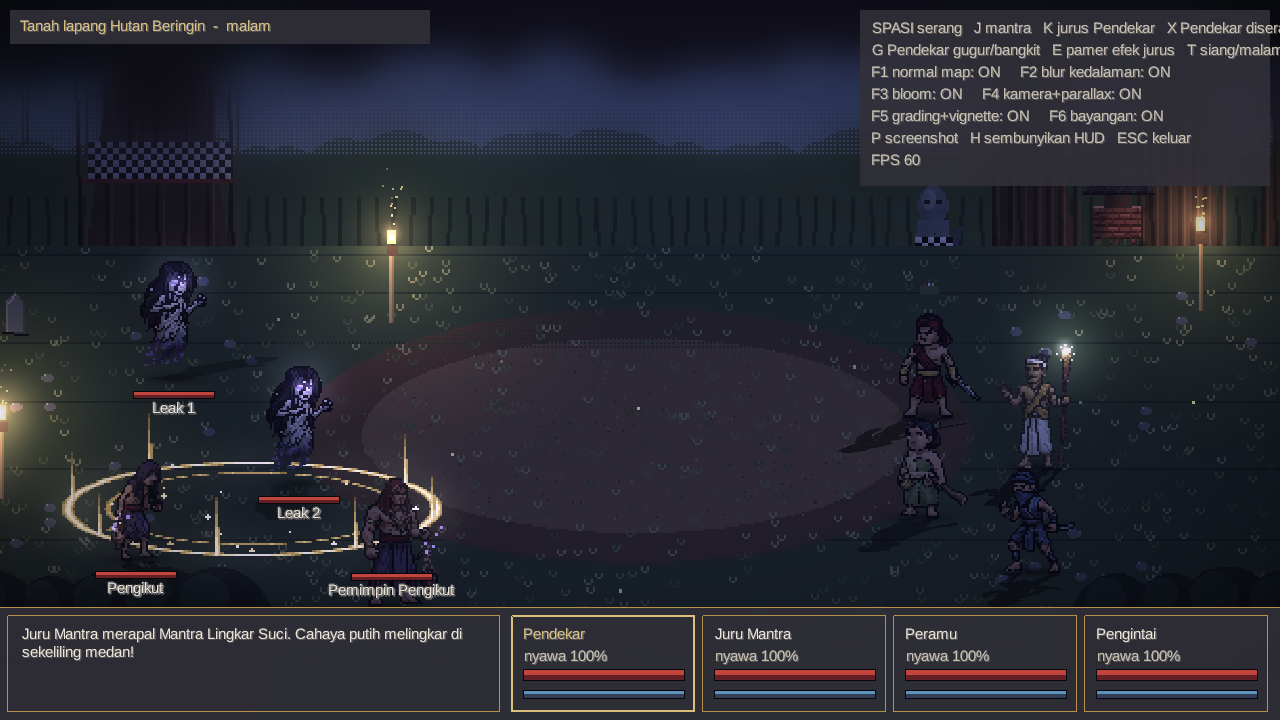 Tanah lapang Hutan Beringin - malam
SPASI serang J mantra K jurus Pendekar X Pendekar
G Pendekar gugur/bangkit E pamer efek jurus T siang/malam
F1 normal map: ON F2 blur kedalaman: ON
F3 bloom: ON F4 kamera+parallax: ON
F5 grading+vignette: ON F6 bayangan: ON
P screenshot H sembunyikan HUD ESC keluar
FPS 60
Leak 1
Leak 2
Pengikut
Pemimpin Pengikut
Juru Mantra merapal Mantra Lingkar Suci. Cahaya putih melingkar di
sekeliling medan!
Pendekar
nyawa 100%
Juru Mantra
nyawa 100%
Peramu
nyawa 100%
Pengintai
nyawa 100%